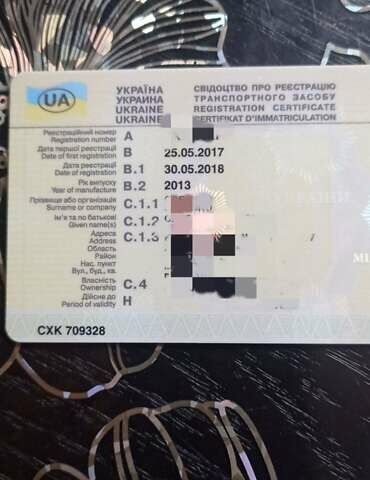 UA
УКРАЇНА
УКРАИНА
UKRAINE
UKRAINE
СВІДОЦТВО ПРО РЕЄСТРАЦІЮ
ТРАНСПОРТНОГО ЗАСОБУ
REGISTRATION CERTIFICATE
CERTIFIKAT D'IMMATRICULATION
Реєстраційний номер A
Registration number
Дата першої реєстрації B 25.05.2017
Date of first registration
Дата реєстрації B.1 30.05.2018
Date of registration
Рік випуску B.2 2013
Year of manufacture
Прізвище або організація C.1.1
Surname or company
Ім'я та по батькові C.1.2
Given name(s)
Адреса C.1.3
Address
Область
Район
Нас. пункт
Вул., буд., кв.
Власність C.4
Ownership
Дійсне до H
Period of validity
СХК 709328